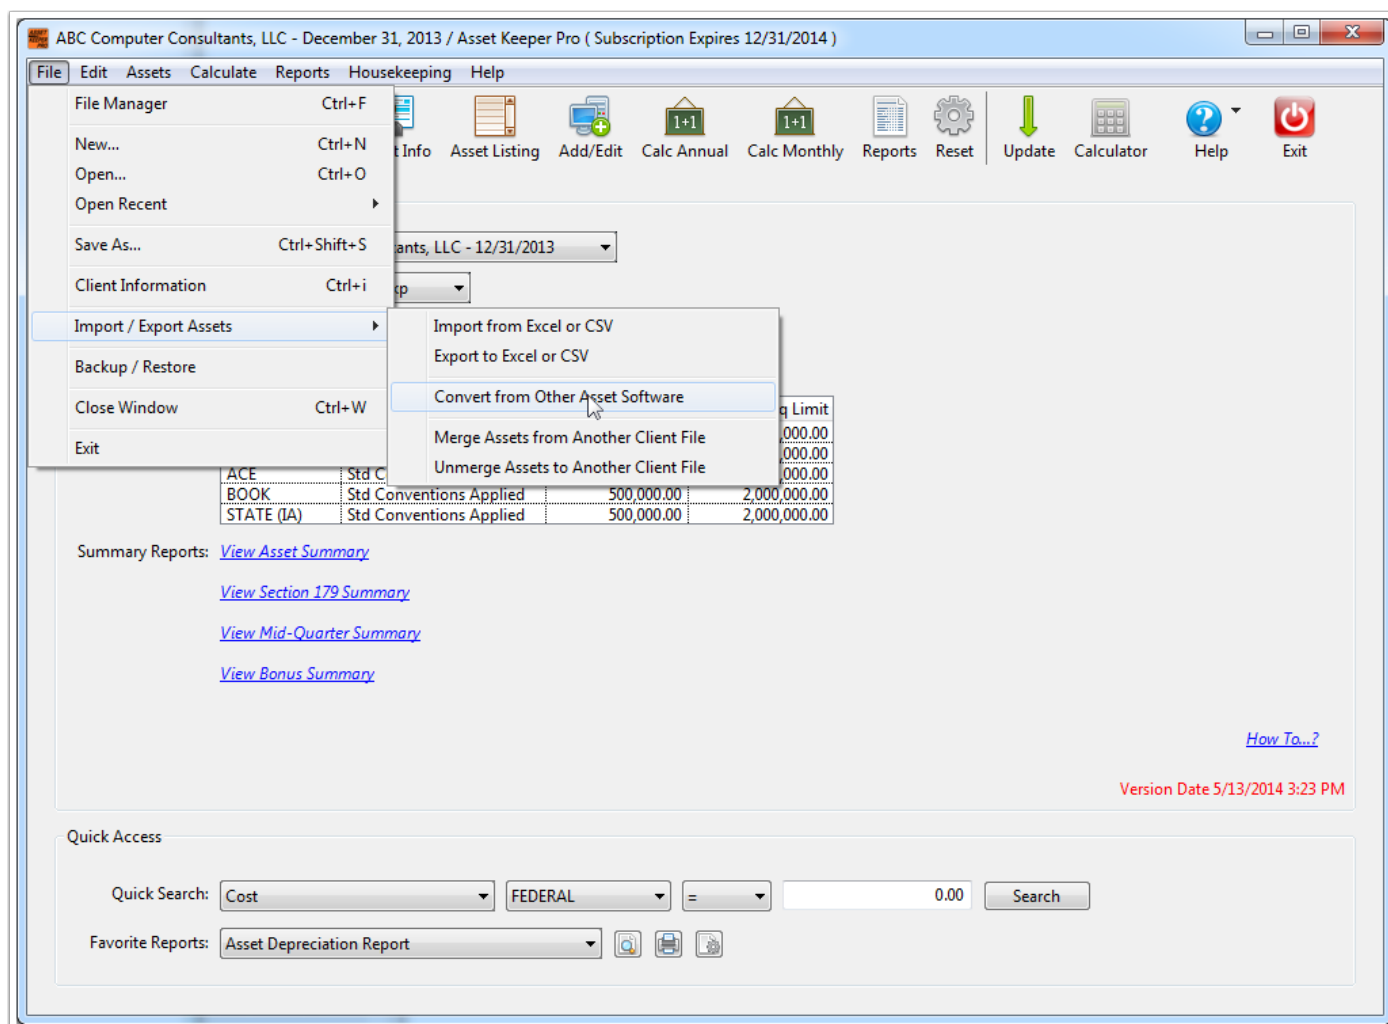 ABC Computer Consultants, LLC - December 31, 2013 / Asset Keeper Pro ( Subscription Expires 12/31/2014 )
File Edit Assets Calculate Reports Housekeeping Help
File Manager Ctrl+F
New... Ctrl+N
Open... Ctrl+O
Open Recent
Save As... Ctrl+Shift+S
Client Information Ctrl+i
Import / Export Assets
Backup / Restore
Close Window Ctrl+W
Exit
t Info Asset Listing Add/Edit Calc Annual Calc Monthly Reports Reset Update Calculator Help Exit
1+1 1+1
tants, LLC - 12/31/2013
xp
Import from Excel or CSV
Export to Excel or CSV
Convert from Other Asset Software
Merge Assets from Another Client File
Unmerge Assets to Another Client File
q Limit
,000.00
,000.00
ACE Std C ,000.00
BOOK Std Conventions Applied 500,000.00 2,000,000.00
STATE (IA) Std Conventions Applied 500,000.00 2,000,000.00
Summary Reports: View Asset Summary
View Section 179 Summary
View Mid-Quarter Summary
View Bonus Summary
How To...?
Version Date 5/13/2014 3:23 PM
Quick Access
Quick Search: Cost FEDERAL = 0.00 Search
Favorite Reports: Asset Depreciation Report